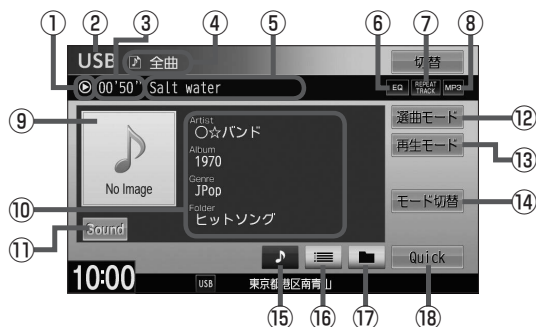 ① ② ③ ④ ⑤ ⑥ ⑦ ⑧
USB 全曲 切替
00'50" Salt water EQ REPEAT TRACK MP3
⑨ Artist 選曲モード ⑫
○☆バンド
Album 再生モード ⑬
1970
No Image Genre
JPop モード切替 ⑭
⑩ Folder
ヒットソング
⑪ Sound
Quick
10:00 USB 東京都港区南青山
⑮ ⑯ ⑰ ⑱